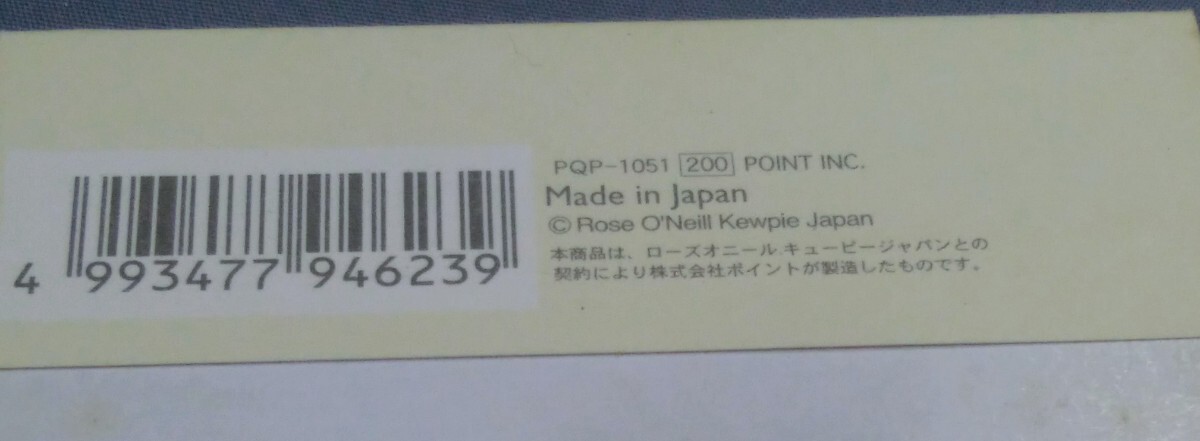 4 993477 946239
PQP-1051 200 POINT INC.
Made in Japan
© Rose O'Neill Kewpie Japan
本商品は、ローズオニール.キューピージャパンとの
契約により株式会社ポイントが製造したものです。